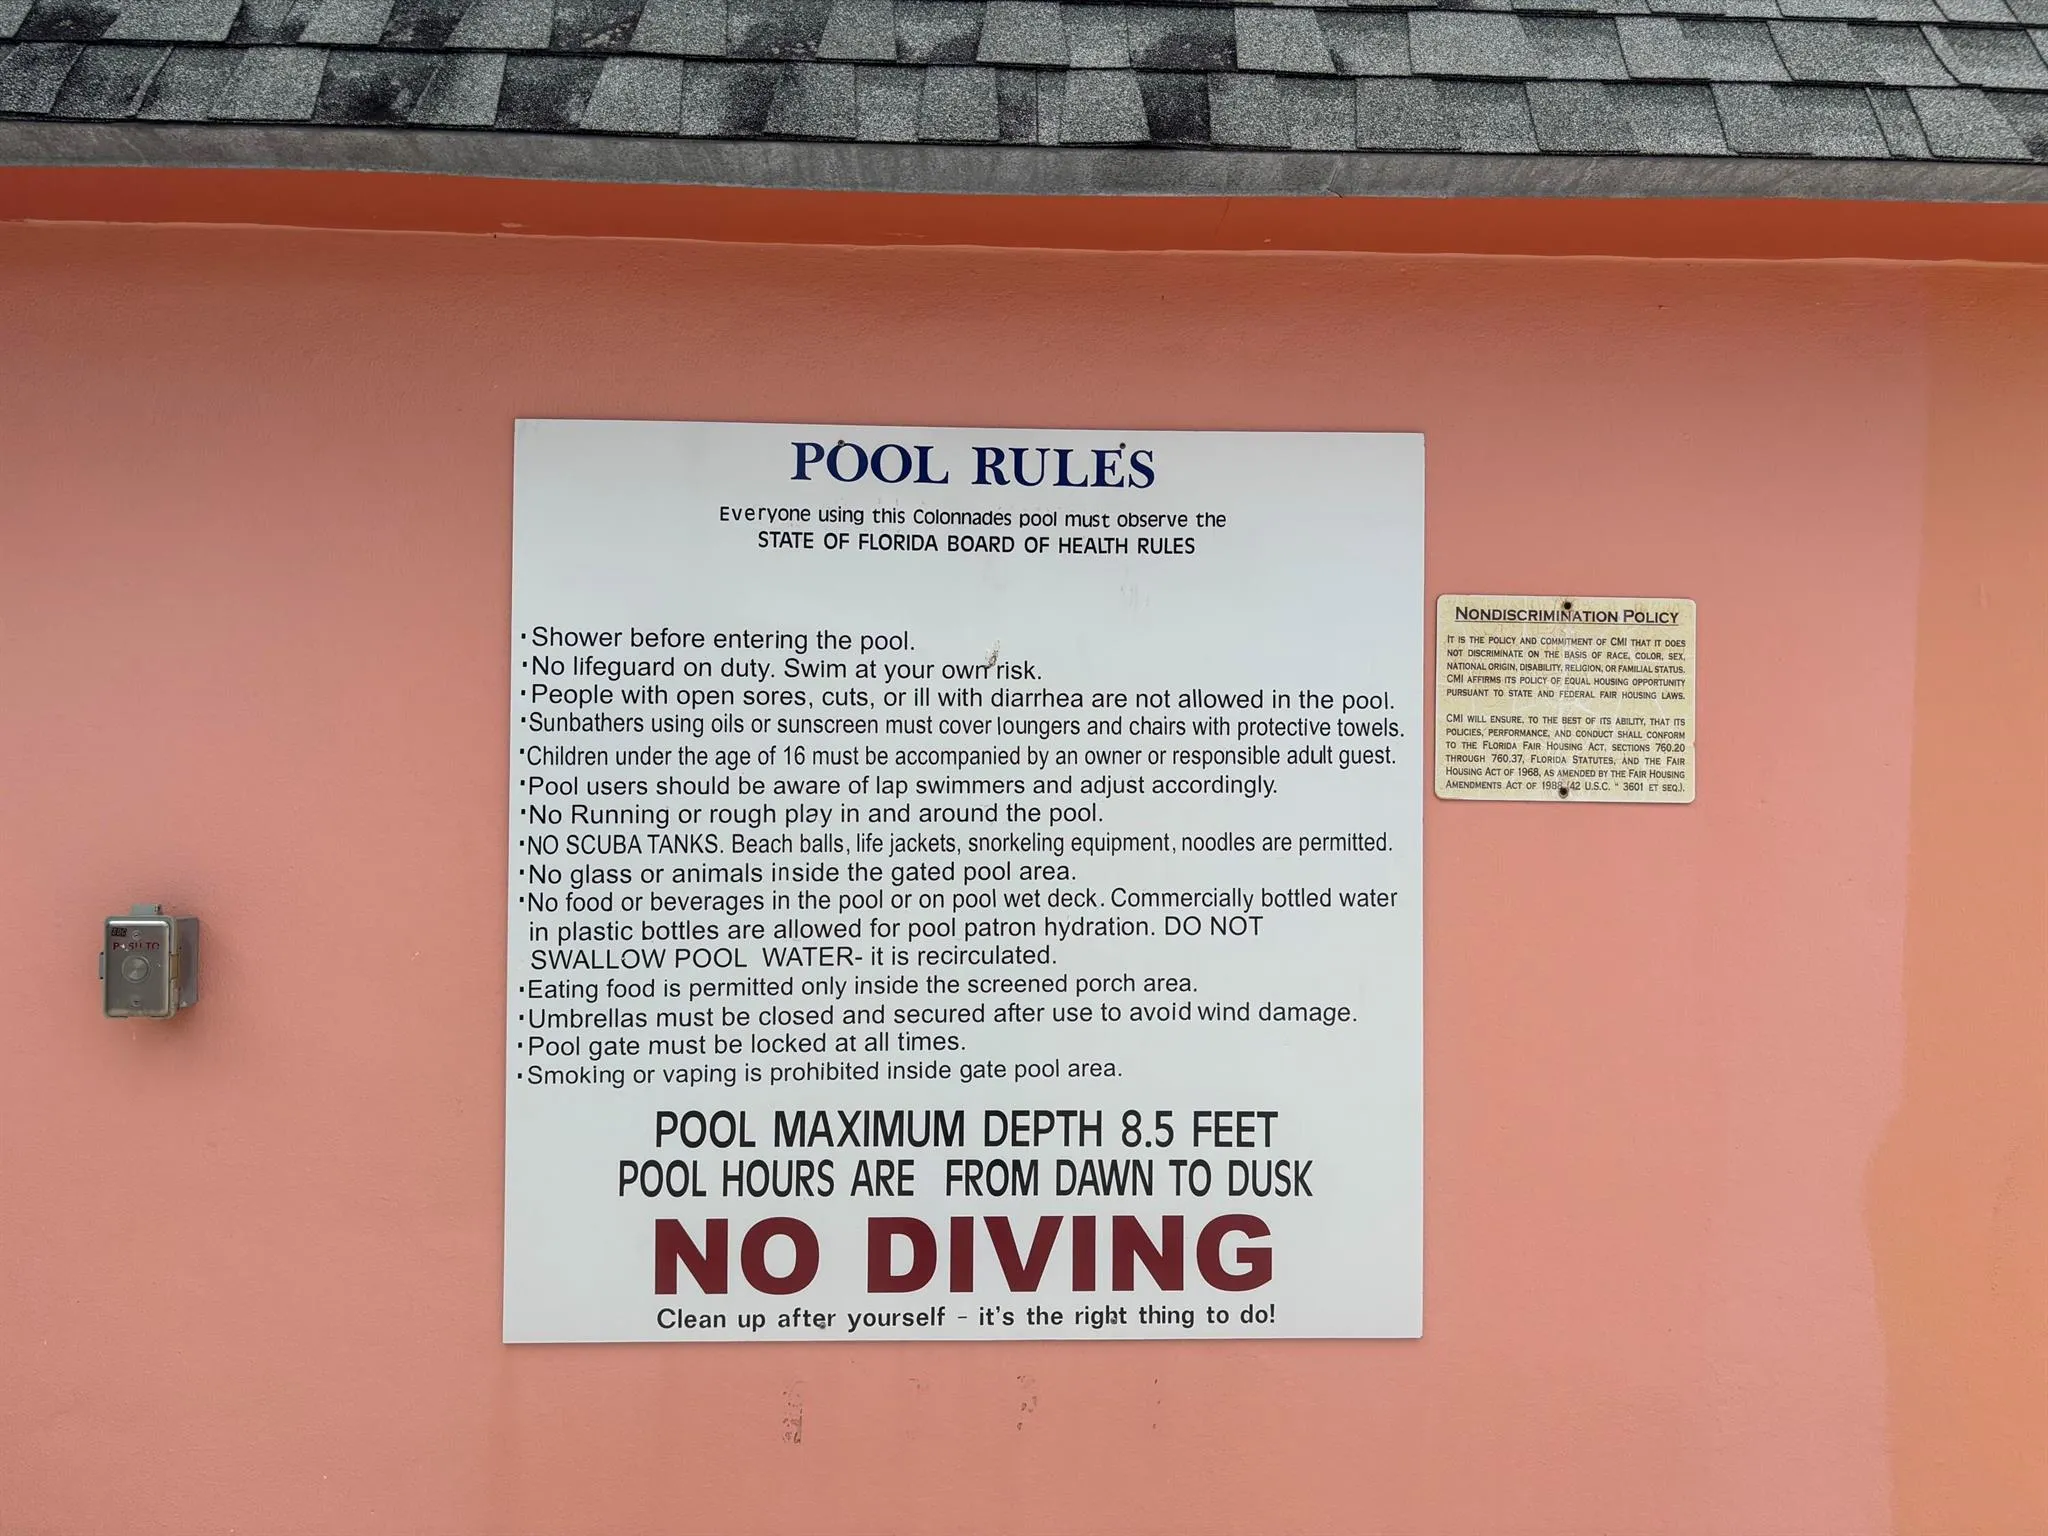 POOL RULES
Everyone using this Colonnades pool must observe the
STATE OF FLORIDA BOARD OF HEALTH RULES
· Shower before entering the pool.
· No lifeguard on duty. Swim at your own risk.
· People with open sores, cuts, or ill with diarrhea are not allowed in the pool.
· Sunbathers using oils or sunscreen must cover loungers and chairs with protective towels.
· Children under the age of 16 must be accompanied by an owner or responsible adult guest.
· Pool users should be aware of lap swimmers and adjust accordingly.
· No Running or rough play in and around the pool.
· NO SCUBA TANKS. Beach balls, life jackets, snorkeling equipment, noodles are permitted.
· No glass or animals inside the gated pool area.
· No food or beverages in the pool or on pool wet deck. Commercially bottled water
in plastic bottles are allowed for pool patron hydration. DO NOT
SWALLOW POOL WATER- it is recirculated.
· Eating food is permitted only inside the screened porch area.
· Umbrellas must be closed and secured after use to avoid wind damage.
· Pool gate must be locked at all times.
· Smoking or vaping is prohibited inside gate pool area.
POOL MAXIMUM DEPTH 8.5 FEET
POOL HOURS ARE FROM DAWN TO DUSK
NO DIVING
Clean up after yourself - it's the right thing to do!
NONDISCRIMINATION POLICY
IT IS THE POLICY AND COMMITMENT OF CMI THAT IT DOES
NOT DISCRIMINATE ON THE BASIS OF RACE, COLOR, SEX,
NATIONAL ORIGIN, DISABILITY, RELIGION, OR FAMILIAL STATUS.
CMI AFFIRMS ITS POLICY OF EQUAL HOUSING OPPORTUNITY
PURSUANT TO STATE AND FEDERAL FAIR HOUSING LAWS.
CMI WILL ENSURE, TO THE BEST OF ITS ABILITY, THAT ITS
POLICIES, PERFORMANCE, AND CONDUCT SHALL CONFORM
TO THE FLORIDA FAIR HOUSING ACT, SECTIONS 760.20
THROUGH 760.37, FLORIDA STATUTES, AND THE FAIR
HOUSING ACT OF 1968, AS AMENDED BY THE FAIR HOUSING
AMENDMENTS ACT OF 1988 (42 U.S.C. " 3601 ET SEQ.).
PUSH TO